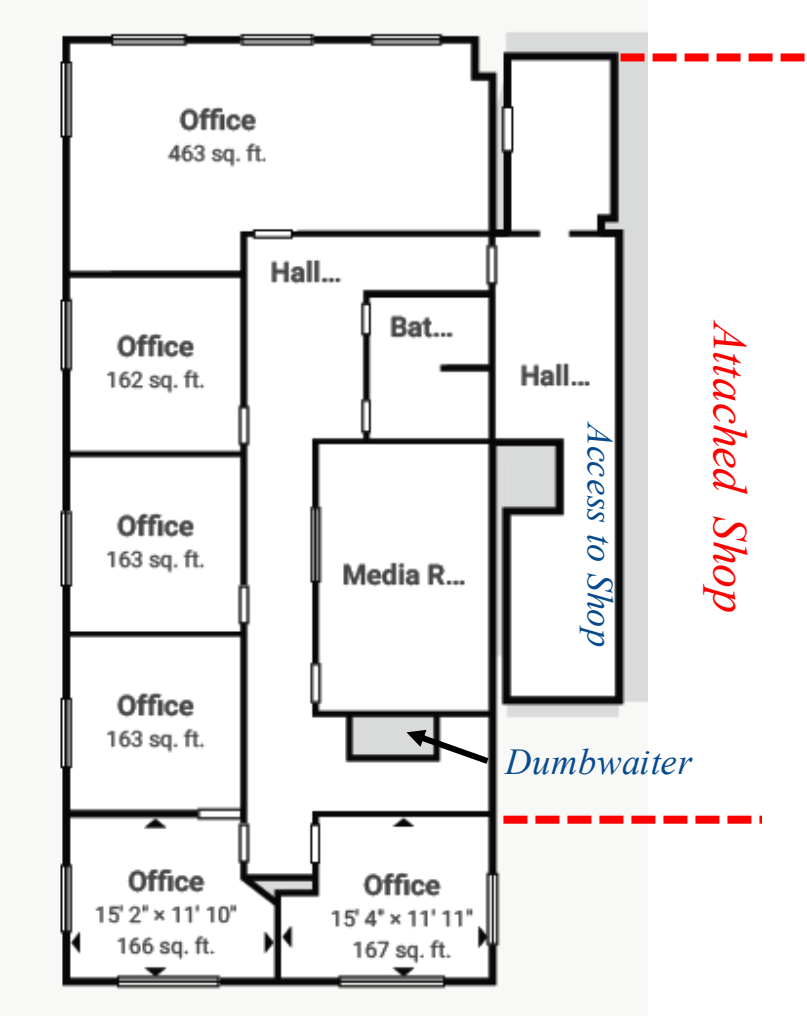 Office
463 sq. ft.
Hall...
Office
162 sq. ft.
Bat...
Hall...
Office
163 sq. ft.
Media R...
Access to Shop
Attached Shop
Office
163 sq. ft.
Dumbwaiter
Office
15' 2" × 11' 10"
166 sq. ft.
Office
15' 4" × 11' 11"
167 sq. ft.